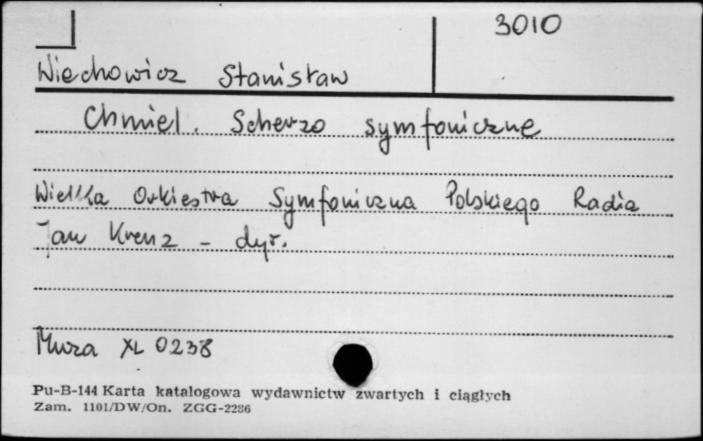 3010
Wiechowicz Stanisław
Chmiel. Scherzo symfoniczne
Wielka Orkiestra Symfoniczna Polskiego Radia
Jan Krenz - dyr.
Muza XL 0238
Pu-B-144 Karta katalogowa wydawnictw zwartych i ciągłych
Zam. 1101/DW/On. ZGG-2286